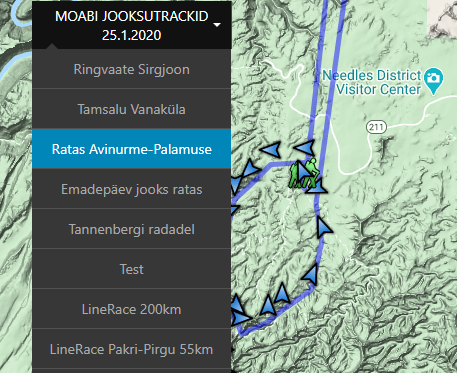 MOABI JOOKSUTRACKID
25.1.2020
Ringvaate Sirgjoon
Tamsalu Vanaküla
Ratas Avinurme-Palamuse
Emadepäev jooks ratas
Tannenbergi radadel
Test
LineRace 200km
LineRace Pakri-Pirgu 55km
Needles District
Visitor Center
211